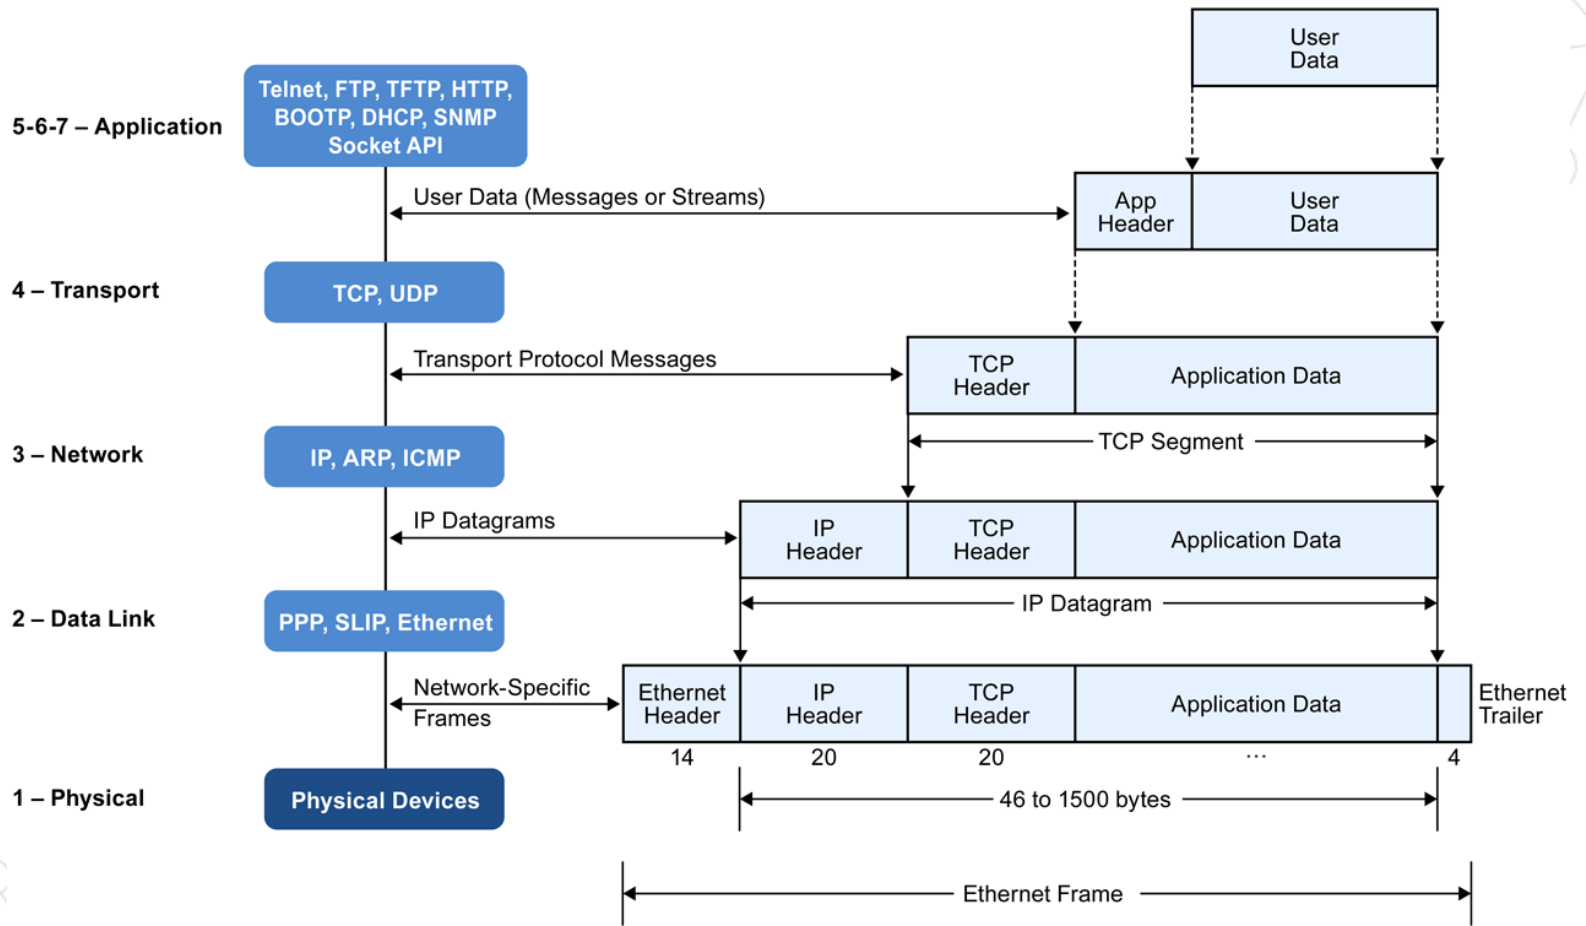 User
Data
Telnet, FTP, TFTP, HTTP,
BOOTP, DHCP, SNMP
Socket API
5-6-7 – Application
User Data (Messages or Streams)
App
Header
User
Data
4 – Transport
TCP, UDP
Transport Protocol Messages
TCP
Header
Application Data
TCP Segment
3 – Network
IP, ARP, ICMP
IP Datagrams
IP
Header
TCP
Header
Application Data
IP Datagram
2 – Data Link
PPP, SLIP, Ethernet
Network-Specific
Frames
Ethernet
Header
IP
Header
TCP
Header
Application Data
Ethernet
Trailer
14
20
20
...
4
1 – Physical
Physical Devices
46 to 1500 bytes
Ethernet Frame